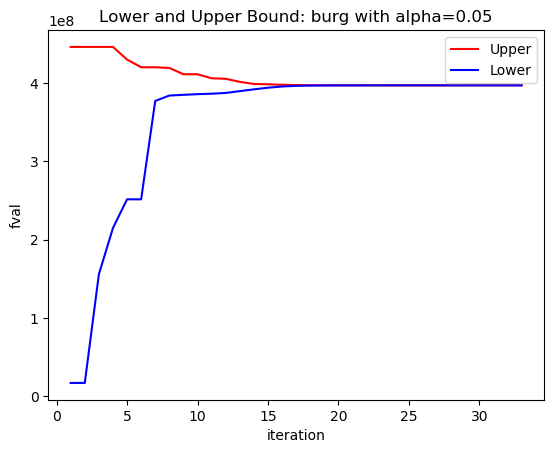 Lower and Upper Bound: burg with alpha=0.05
1e8
Upper
Lower
4
3
2
1
0
fval
0
5
10
15
20
25
30
iteration